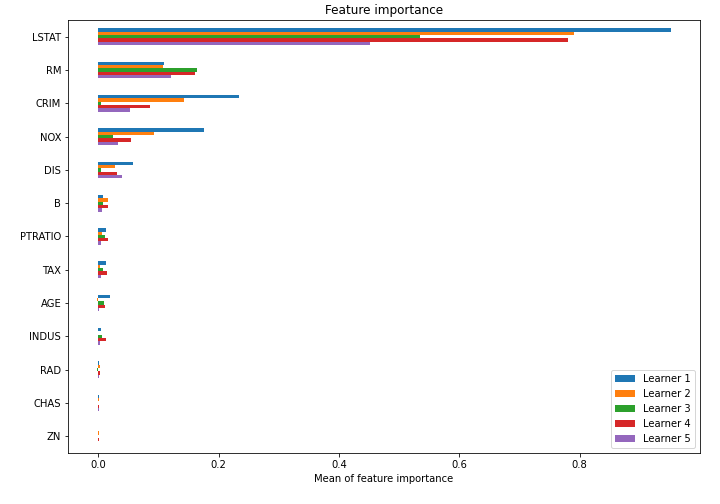 Feature importance
LSTAT
RM
CRIM
NOX
DIS
B
PTRATIO
TAX
AGE
INDUS
RAD
CHAS
ZN
Learner 1
Learner 2
Learner 3
Learner 4
Learner 5
0.0 0.2 0.4 0.6 0.8
Mean of feature importance